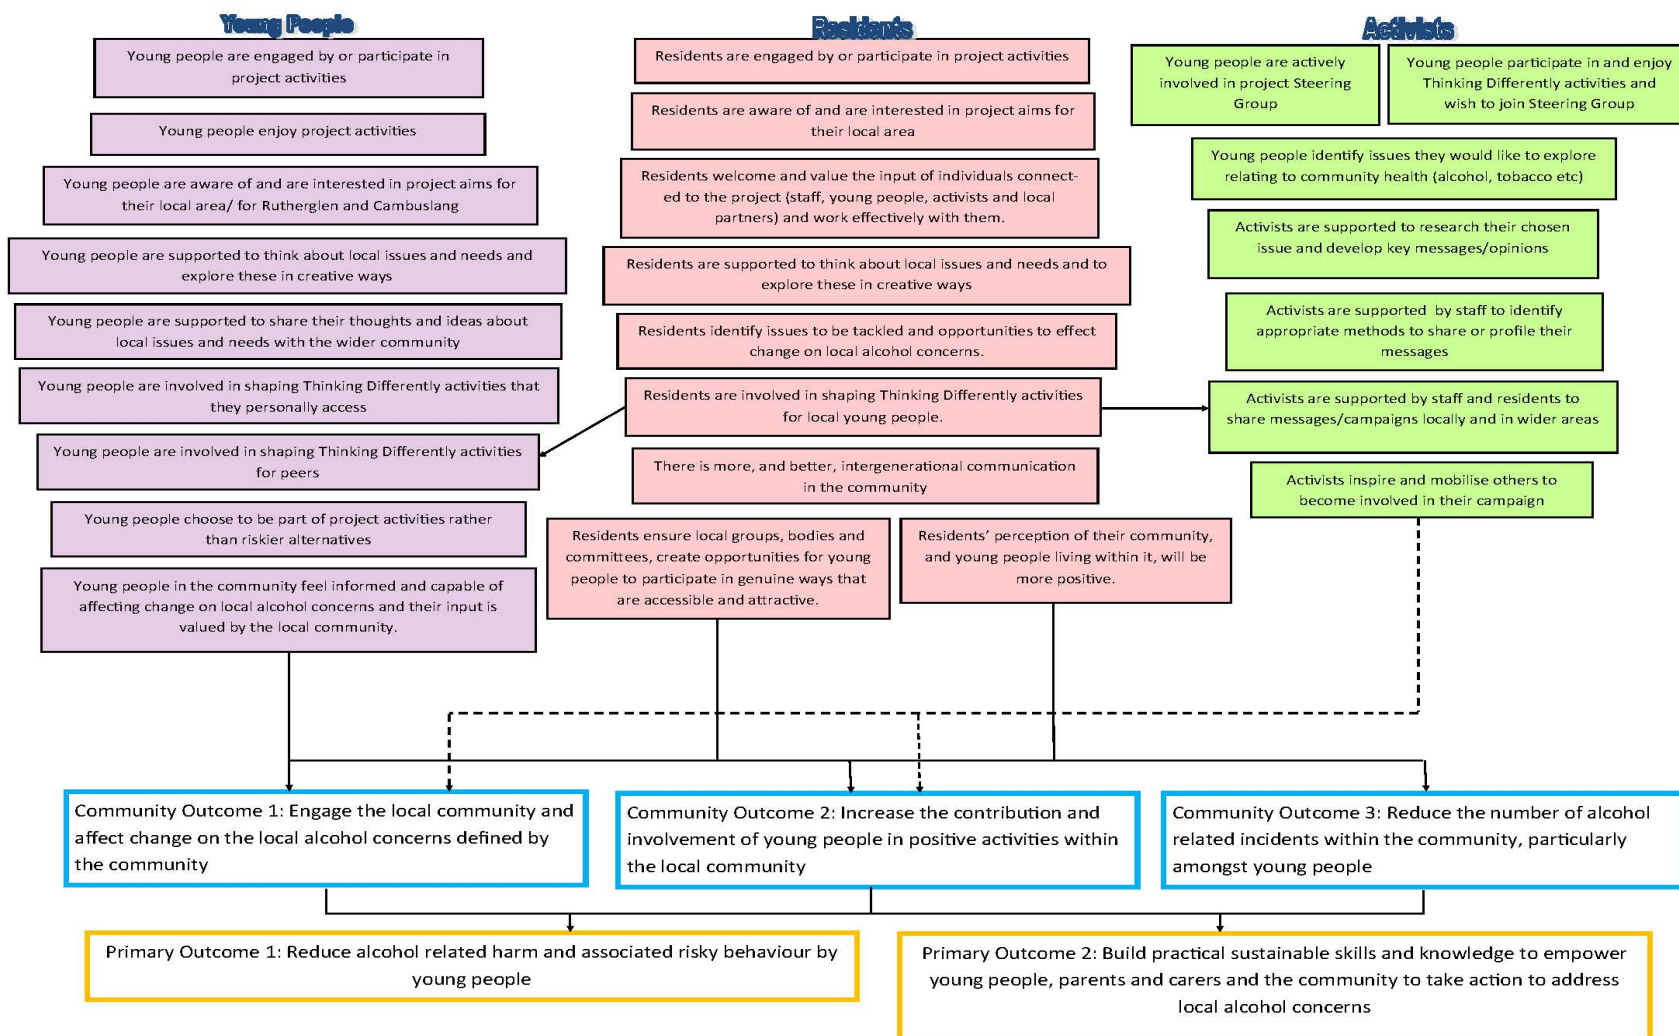 Young People
Young people are engaged by or participate in
project activities
Young people enjoy project activities
Young people are aware of and are interested in project aims for
their local area/ for Rutherglen and Cambuslang
Young people are supported to think about local issues and needs and
explore these in creative ways
Young people are supported to share their thoughts and ideas about
local issues and needs with the wider community
Young people are involved in shaping Thinking Differently activities that
they personally access
Young people are involved in shaping Thinking Differently activities
for peers
Young people choose to be part of project activities rather
than riskier alternatives
Young people in the community feel informed and capable of
affecting change on local alcohol concerns and their input is
valued by the local community.
Residents
Residents are engaged by or participate in project activities
Residents are aware of and are interested in project aims for
their local area
Residents welcome and value the input of individuals connect-
ed to the project (staff, young people, activists and local
partners) and work effectively with them.
Residents are supported to think about local issues and needs and to
explore these in creative ways
Residents identify issues to be tackled and opportunities to effect
change on local alcohol concerns.
Residents are involved in shaping Thinking Differently activities
for local young people.
There is more, and better, intergenerational communication
in the community
Residents ensure local groups, bodies and
committees, create opportunities for young
people to participate in genuine ways that
are accessible and attractive.
Residents’ perception of their community,
and young people living within it, will be
more positive.
Activists
Young people are actively
involved in project Steering
Group
Young people participate in and enjoy
Thinking Differently activities and
wish to join Steering Group
Young people identify issues they would like to explore
relating to community health (alcohol, tobacco etc)
Activists are supported to research their chosen
issue and develop key messages/opinions
Activists are supported by staff to identify
appropriate methods to share or profile their
messages
Activists are supported by staff and residents to
share messages/campaigns locally and in wider areas
Activists inspire and mobilise others to
become involved in their campaign
Community Outcome 1: Engage the local community and
affect change on the local alcohol concerns defined by
the community
Community Outcome 2: Increase the contribution and
involvement of young people in positive activities within
the local community
Community Outcome 3: Reduce the number of alcohol
related incidents within the community, particularly
amongst young people
Primary Outcome 1: Reduce alcohol related harm and associated risky behaviour by
young people
Primary Outcome 2: Build practical sustainable skills and knowledge to empower
young people, parents and carers and the community to take action to address
local alcohol concerns